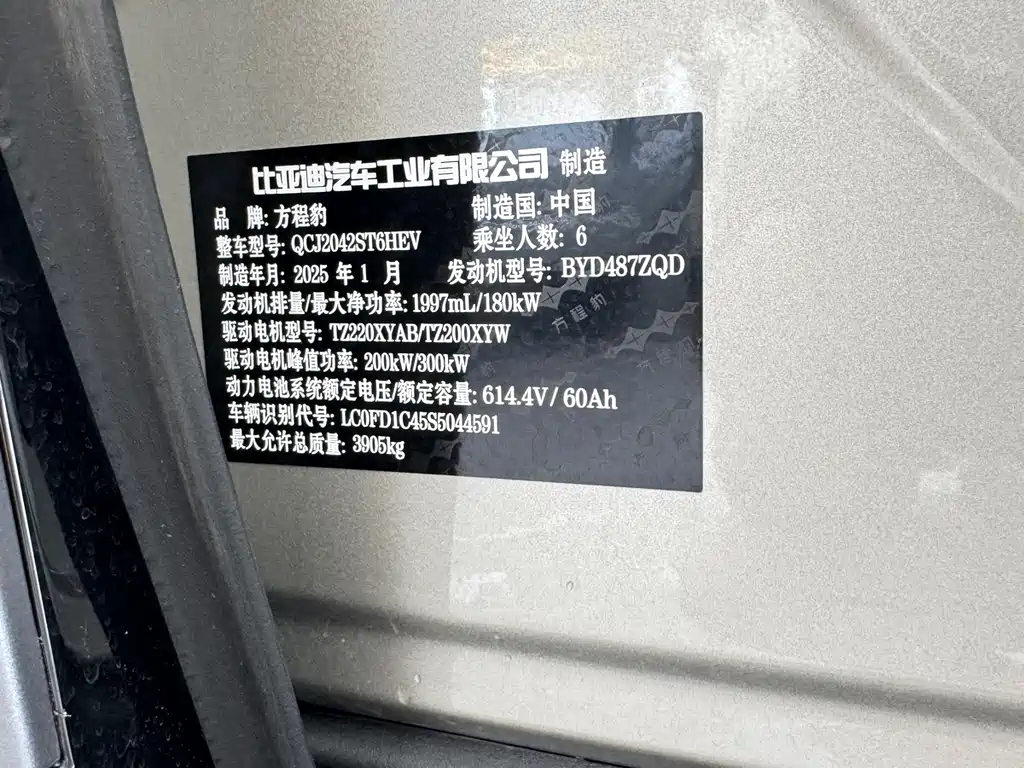 比亚迪汽车工业有限公司 制造
品 牌: 方程豹 制造国: 中国
整车型号: QCJ2042ST6HEV 乘坐人数: 6
制造年月: 2025 年 1 月 发动机型号: BYD487ZQD
发动机排量/最大净功率: 1997mL/180kW
驱动电机型号: TZ220XYAB/TZ200XYW
驱动电机峰值功率: 200kW/300kW
动力电池系统额定电压/额定容量: 614.4V / 60Ah
车辆识别代号: LC0FD1C45S5044591
最大允许总质量: 3905kg
方程豹